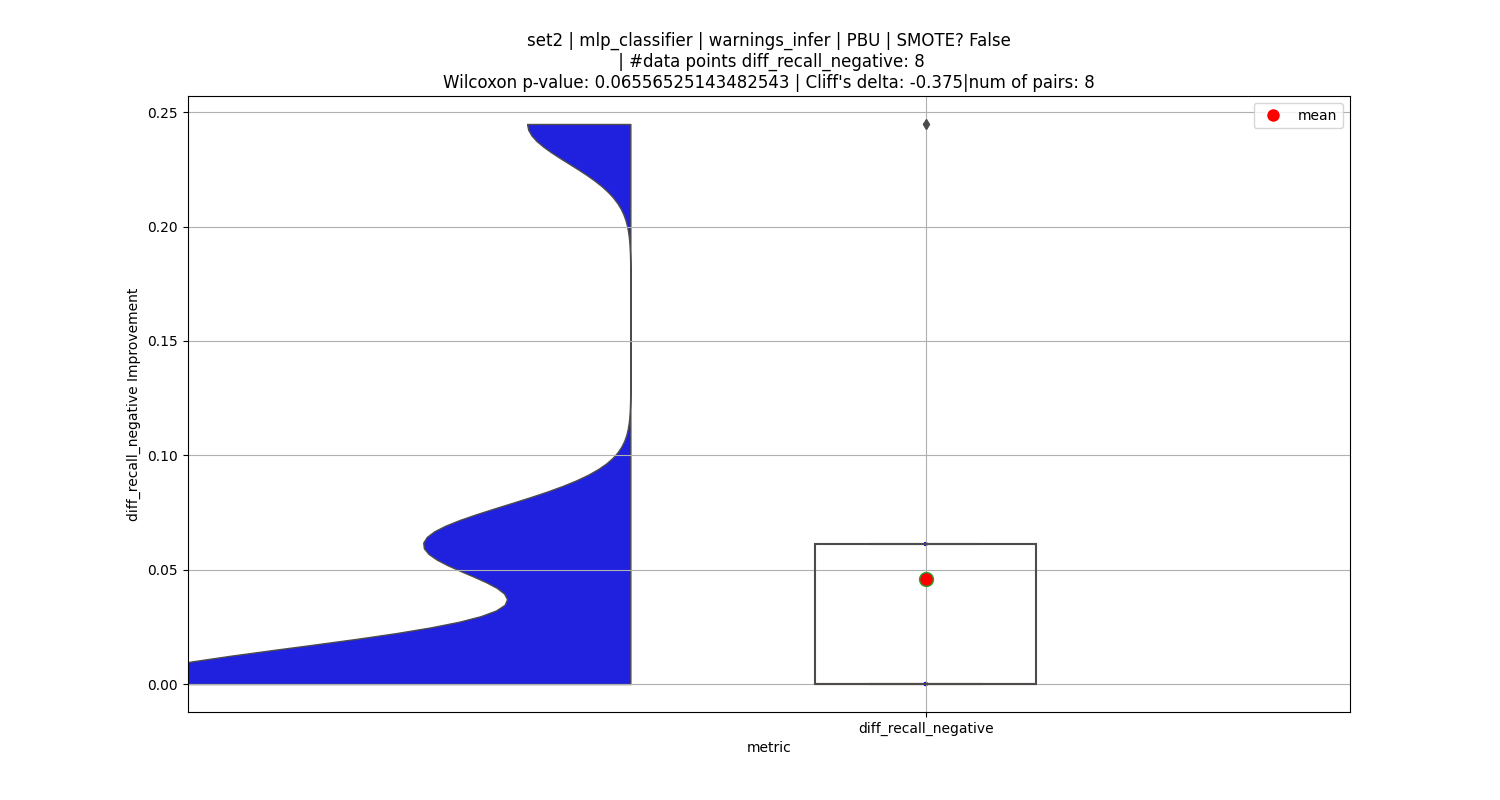 set2 | mlp_classifier | warnings_infer | PBU | SMOTE? False
| #data points diff_recall_negative: 8
Wilcoxon p-value: 0.06556525143482543 | Cliff's delta: -0.375|num of pairs: 8
mean
0.25
0.20
0.15
0.10
0.05
0.00
diff_recall_negative Improvement
diff_recall_negative
metric